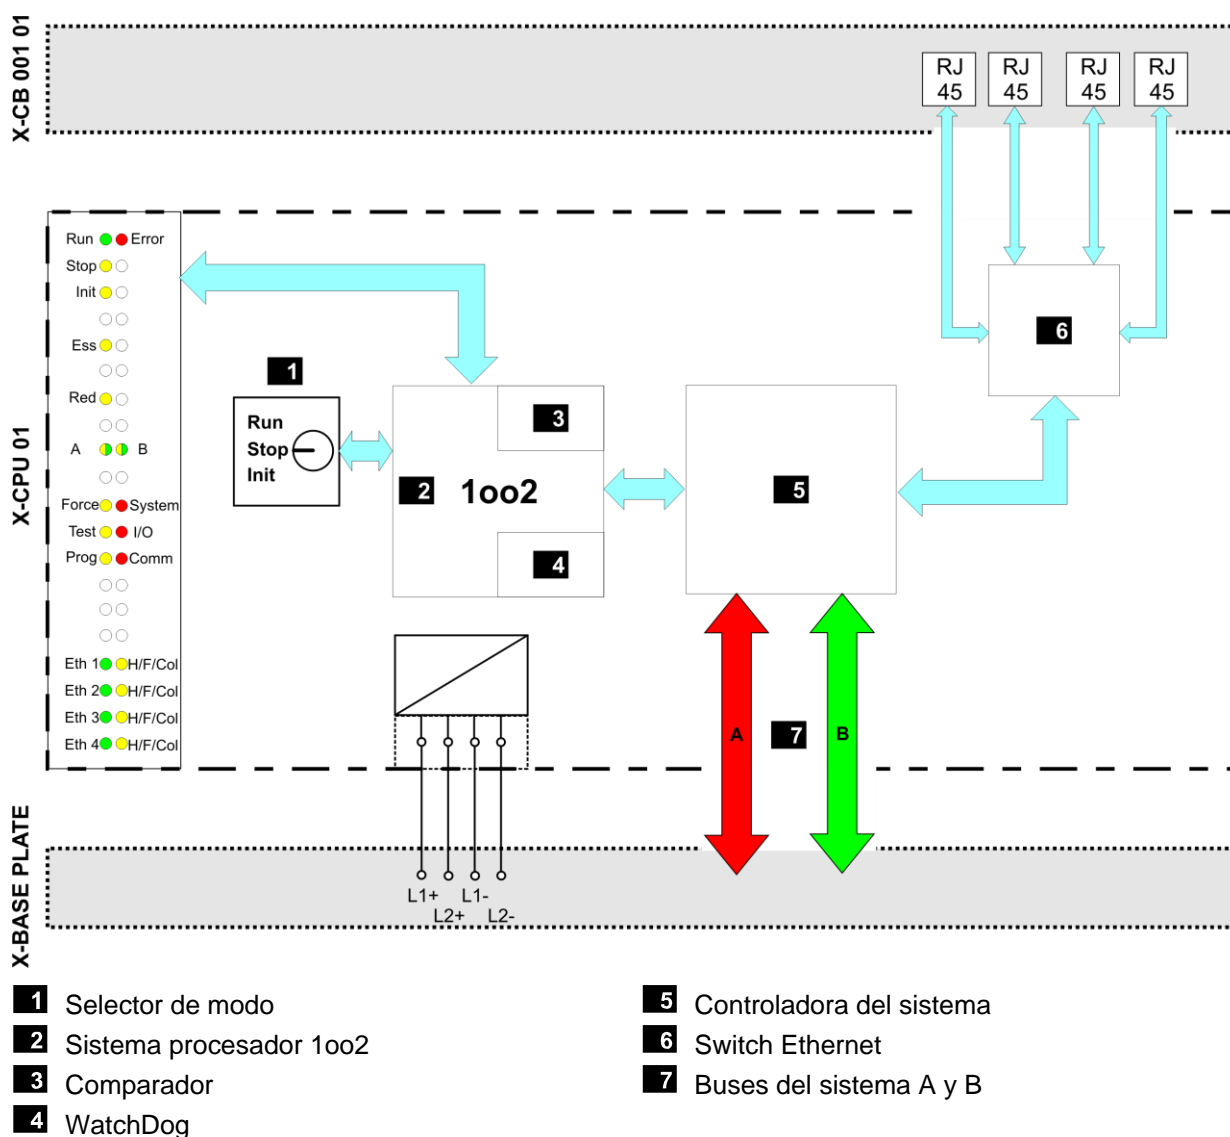 X-CB 001 01
RJ 45
RJ 45
RJ 45
RJ 45
X-CPU 01
Run Error
Stop
Init
Ess
Red
A B
Force System
Test I/O
Prog Comm
Eth 1 H/F/Col
Eth 2 H/F/Col
Eth 3 H/F/Col
Eth 4 H/F/Col
1
Run
Stop
Init
2 1oo2
3
4
5
6
A 7 B
X-BASE PLATE
L1+ L1-
L2+ L2-
1 Selector de modo
2 Sistema procesador 1oo2
3 Comparador
4 WatchDog
5 Controladora del sistema
6 Switch Ethernet
7 Buses del sistema A y B